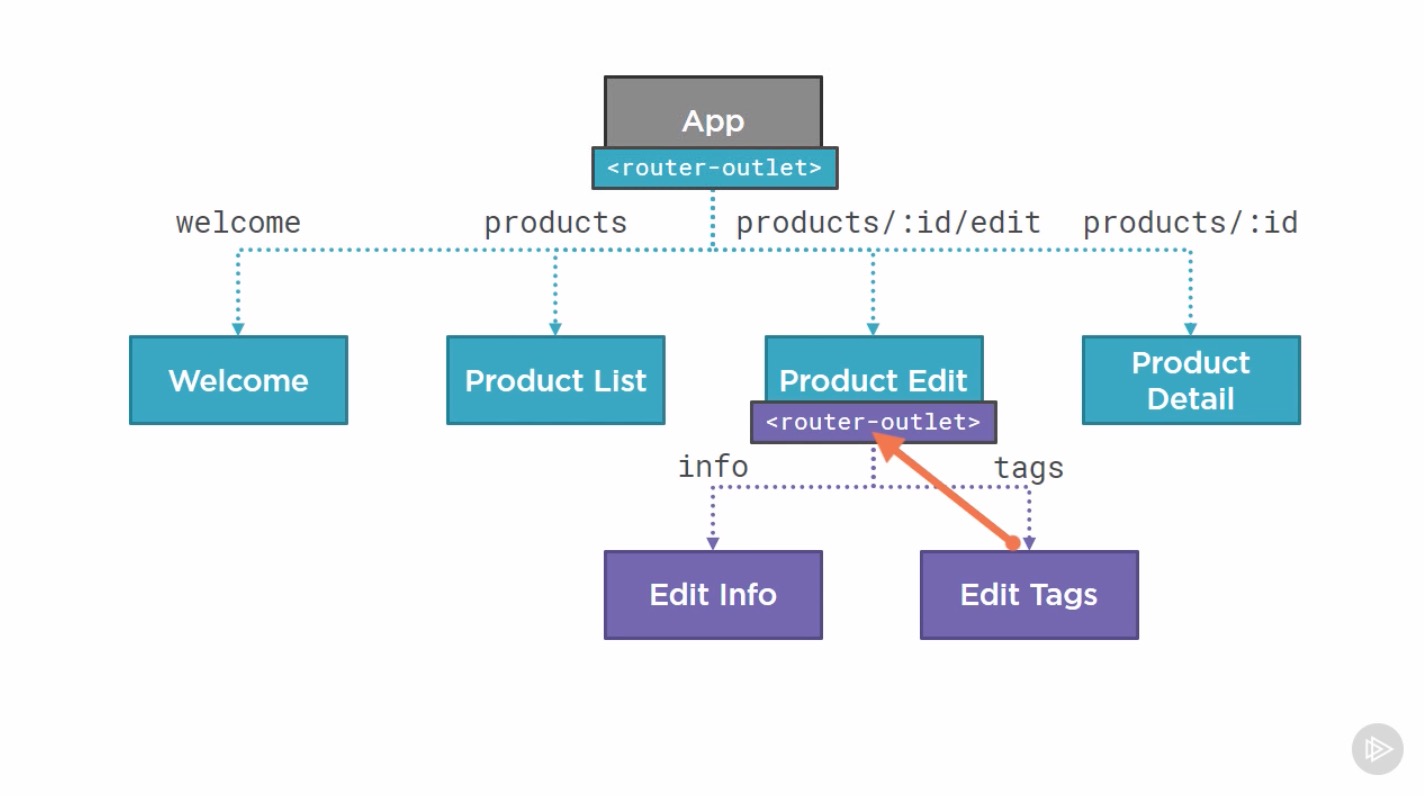 App
<router-outlet>
welcome
products
products/:id/edit
products/:id
Welcome
Product List
Product Edit
Product
Detail
<router-outlet>
info
tags
Edit Info
Edit Tags